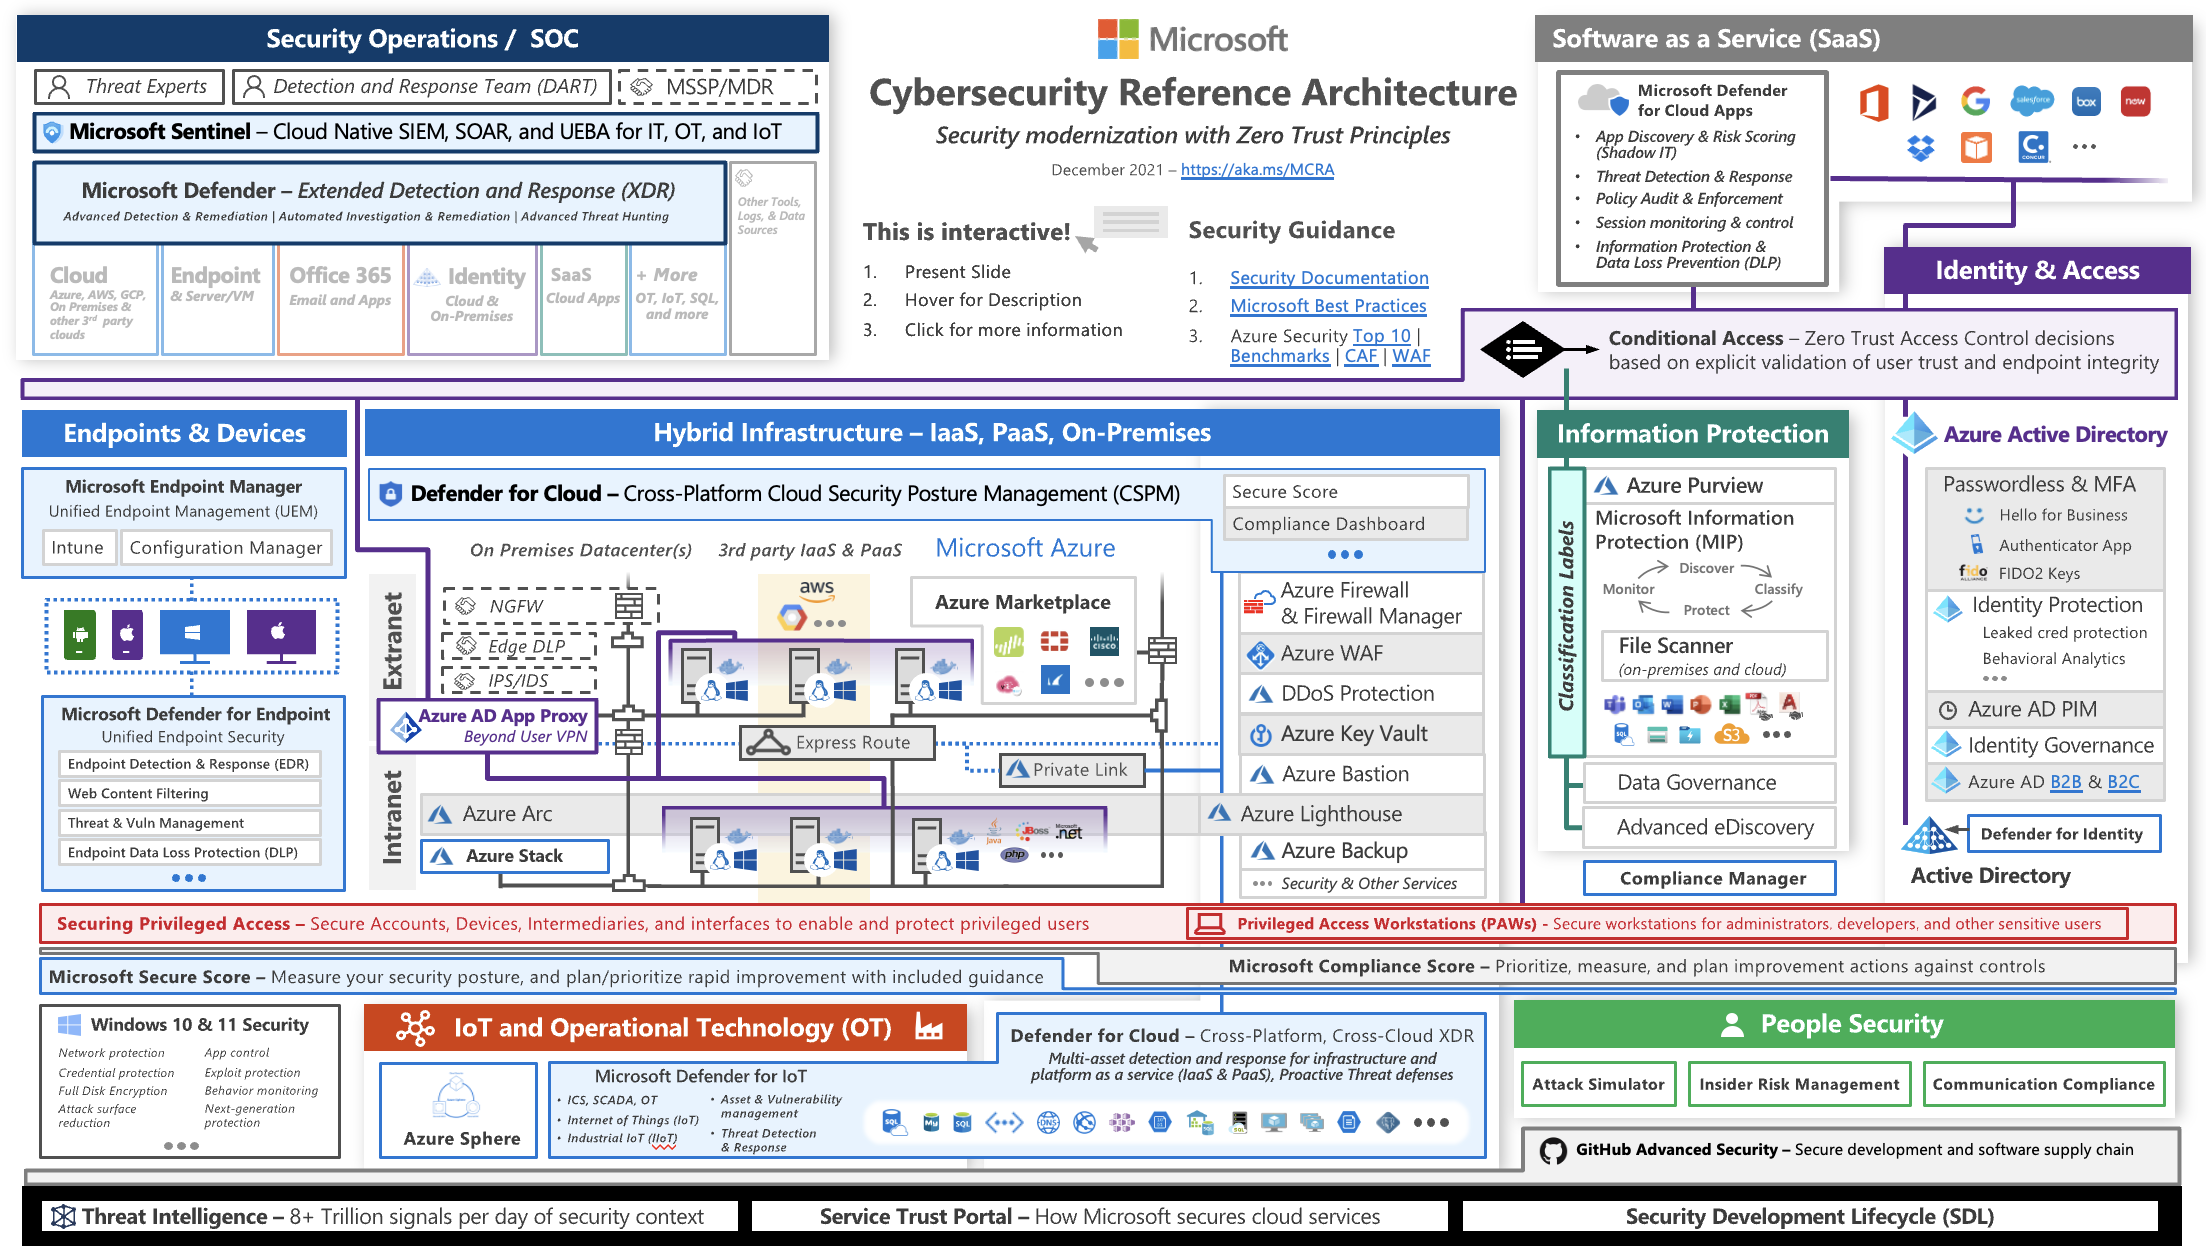 Security Operations / SOC
Threat Experts
Detection and Response Team (DART)
MSSP/MDR
Microsoft Sentinel – Cloud Native SIEM, SOAR, and UEBA for IT, OT, and IoT
Microsoft Defender – Extended Detection and Response (XDR)
Advanced Detection & Remediation | Automated Investigation & Remediation | Advanced Threat Hunting
Other Tools,
Logs, & Data
Sources
Cloud
Azure, AWS, GCP,
On Premises &
other 3rd party
clouds
Endpoint
& Server/VM
Office 365
Email and Apps
Identity
Cloud &
On-Premises
SaaS
Cloud Apps
+ More
OT, IoT, SQL,
and more
Microsoft
Cybersecurity Reference Architecture
Security modernization with Zero Trust Principles
December 2021 – https://aka.ms/MCRA
This is interactive!
1. Present Slide
2. Hover for Description
3. Click for more information
Security Guidance
1. Security Documentation
2. Microsoft Best Practices
3. Azure Security Top 10 |
Benchmarks | CAF | WAF
Software as a Service (SaaS)
Microsoft Defender
for Cloud Apps
• App Discovery & Risk Scoring
(Shadow IT)
• Threat Detection & Response
• Policy Audit & Enforcement
• Session monitoring & control
• Information Protection &
Data Loss Prevention (DLP)
salesforce
box
now
CONCUR
Identity & Access
Conditional Access – Zero Trust Access Control decisions
based on explicit validation of user trust and endpoint integrity
Endpoints & Devices
Microsoft Endpoint Manager
Unified Endpoint Management (UEM)
Intune
Configuration Manager
Microsoft Defender for Endpoint
Unified Endpoint Security
Endpoint Detection & Response (EDR)
Web Content Filtering
Threat & Vuln Management
Endpoint Data Loss Protection (DLP)
Hybrid Infrastructure – IaaS, PaaS, On-Premises
Defender for Cloud – Cross-Platform Cloud Security Posture Management (CSPM)
Secure Score
Compliance Dashboard
On Premises Datacenter(s)
3rd party IaaS & PaaS
Microsoft Azure
Extranet
Intranet
NGFW
Edge DLP
IPS/IDS
aws
Azure Marketplace
CISCO
Azure AD App Proxy
Beyond User VPN
Express Route
Private Link
Azure Arc
Azure Stack
Java
JBoss
Microsoft
.net
php
Azure Firewall
& Firewall Manager
Azure WAF
DDoS Protection
Azure Key Vault
Azure Bastion
Azure Lighthouse
Azure Backup
Security & Other Services
Information Protection
Classification Labels
Azure Purview
Microsoft Information
Protection (MIP)
Discover
Monitor
Classify
Protect
File Scanner
(on-premises and cloud)
PDF
SQL
S3
Data Governance
Advanced eDiscovery
Compliance Manager
Azure Active Directory
Passwordless & MFA
Hello for Business
Authenticator App
fido
ALLIANCE
FIDO2 Keys
Identity Protection
Leaked cred protection
Behavioral Analytics
Azure AD PIM
Identity Governance
Azure AD B2B & B2C
Defender for Identity
Active Directory
Securing Privileged Access – Secure Accounts, Devices, Intermediaries, and interfaces to enable and protect privileged users
Privileged Access Workstations (PAWs) - Secure workstations for administrators, developers, and other sensitive users
Microsoft Secure Score – Measure your security posture, and plan/prioritize rapid improvement with included guidance
Microsoft Compliance Score – Prioritize, measure, and plan improvement actions against controls
Windows 10 & 11 Security
Network protection
Credential protection
Full Disk Encryption
Attack surface
reduction
App control
Exploit protection
Behavior monitoring
Next-generation
protection
IoT and Operational Technology (OT)
Azure Sphere
Microsoft Defender for IoT
• ICS, SCADA, OT
• Internet of Things (IoT)
• Industrial IoT (IIoT)
• Asset & Vulnerability
management
• Threat Detection
& Response
Defender for Cloud – Cross-Platform, Cross-Cloud XDR
Multi-asset detection and response for infrastructure and
platform as a service (IaaS & PaaS), Proactive Threat defenses
SQL
My
SQL
DNS
SQL
People Security
Attack Simulator
Insider Risk Management
Communication Compliance
GitHub Advanced Security – Secure development and software supply chain
Threat Intelligence – 8+ Trillion signals per day of security context
Service Trust Portal – How Microsoft secures cloud services
Security Development Lifecycle (SDL)